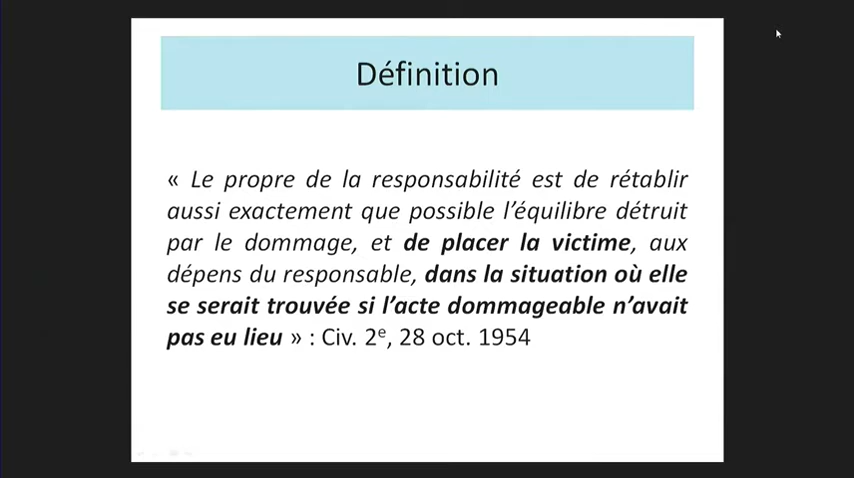 Définition
« Le propre de la responsabilité est de rétablir
aussi exactement que possible l’équilibre détruit
par le dommage, et de placer la victime, aux
dépens du responsable, dans la situation où elle
se serait trouvée si l’acte dommageable n’avait
pas eu lieu » : Civ. 2e, 28 oct. 1954